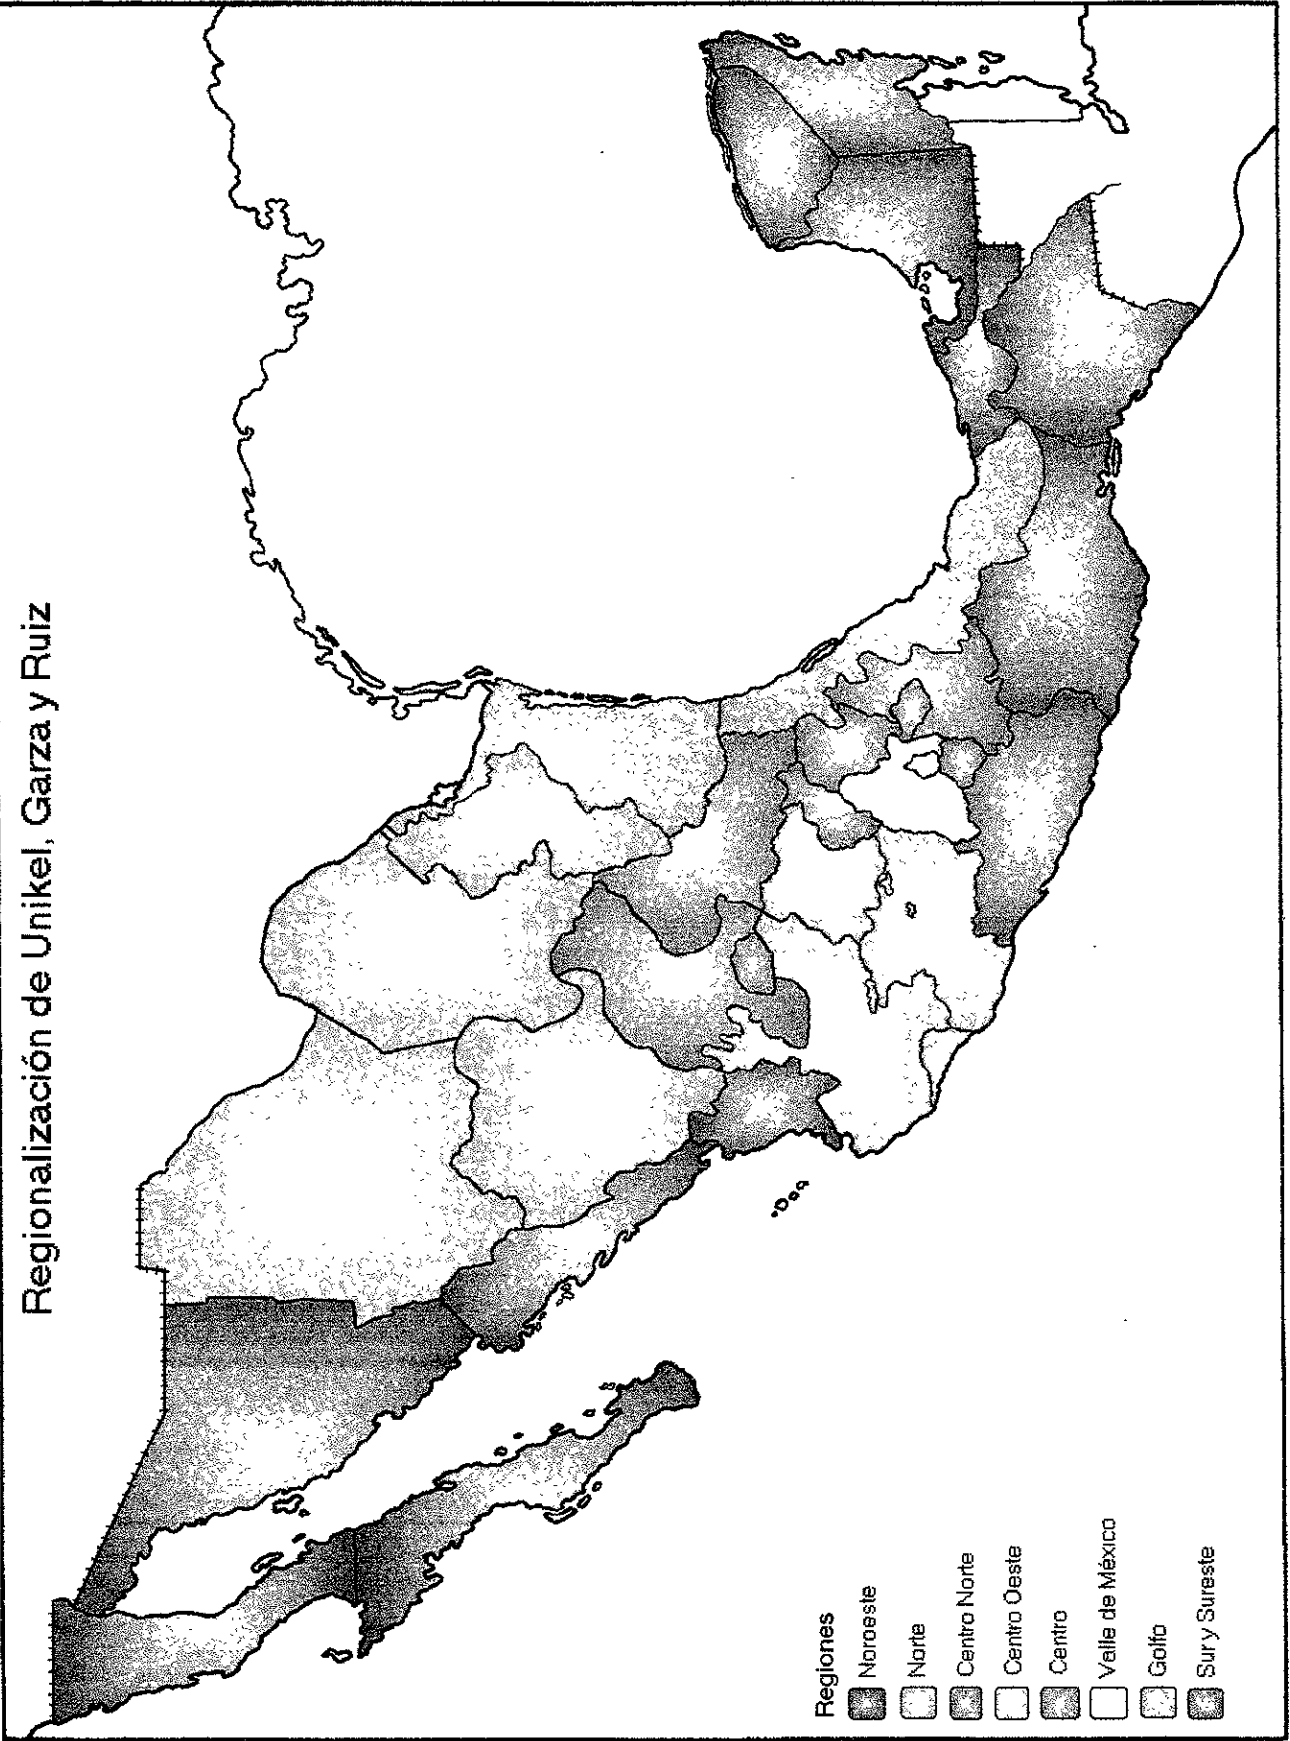 Regionalización de Unikel, Garza y Ruiz
Regiones
Noroeste
Norte
Centro Norte
Centro Oeste
Centro
Valle de México
Golfo
Sur y Sureste